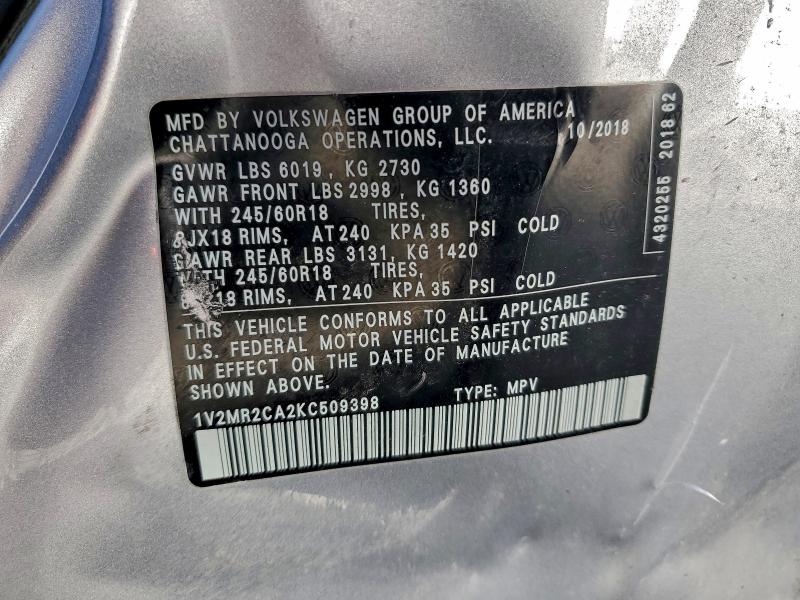 MFD BY VOLKSWAGEN GROUP OF AMERICA
CHATTANOOGA OPERATIONS, LLC. 10/2018
GVWR LBS 6019, KG 2730
GAWR FRONT LBS 2998, KG 1360
WITH 245/60R18 TIRES,
8JX18 RIMS, AT 240 KPA 35 PSI COLD
GAWR REAR LBS 3131, KG 1420
WITH 245/60R18 TIRES,
8JX18 RIMS, AT 240 KPA 35 PSI COLD
THIS VEHICLE CONFORMS TO ALL APPLICABLE
U.S. FEDERAL MOTOR VEHICLE SAFETY STANDARDS
IN EFFECT ON THE DATE OF MANUFACTURE
SHOWN ABOVE.
1V2MR2CA2KC509398 TYPE: MPV
4320255 2018 62